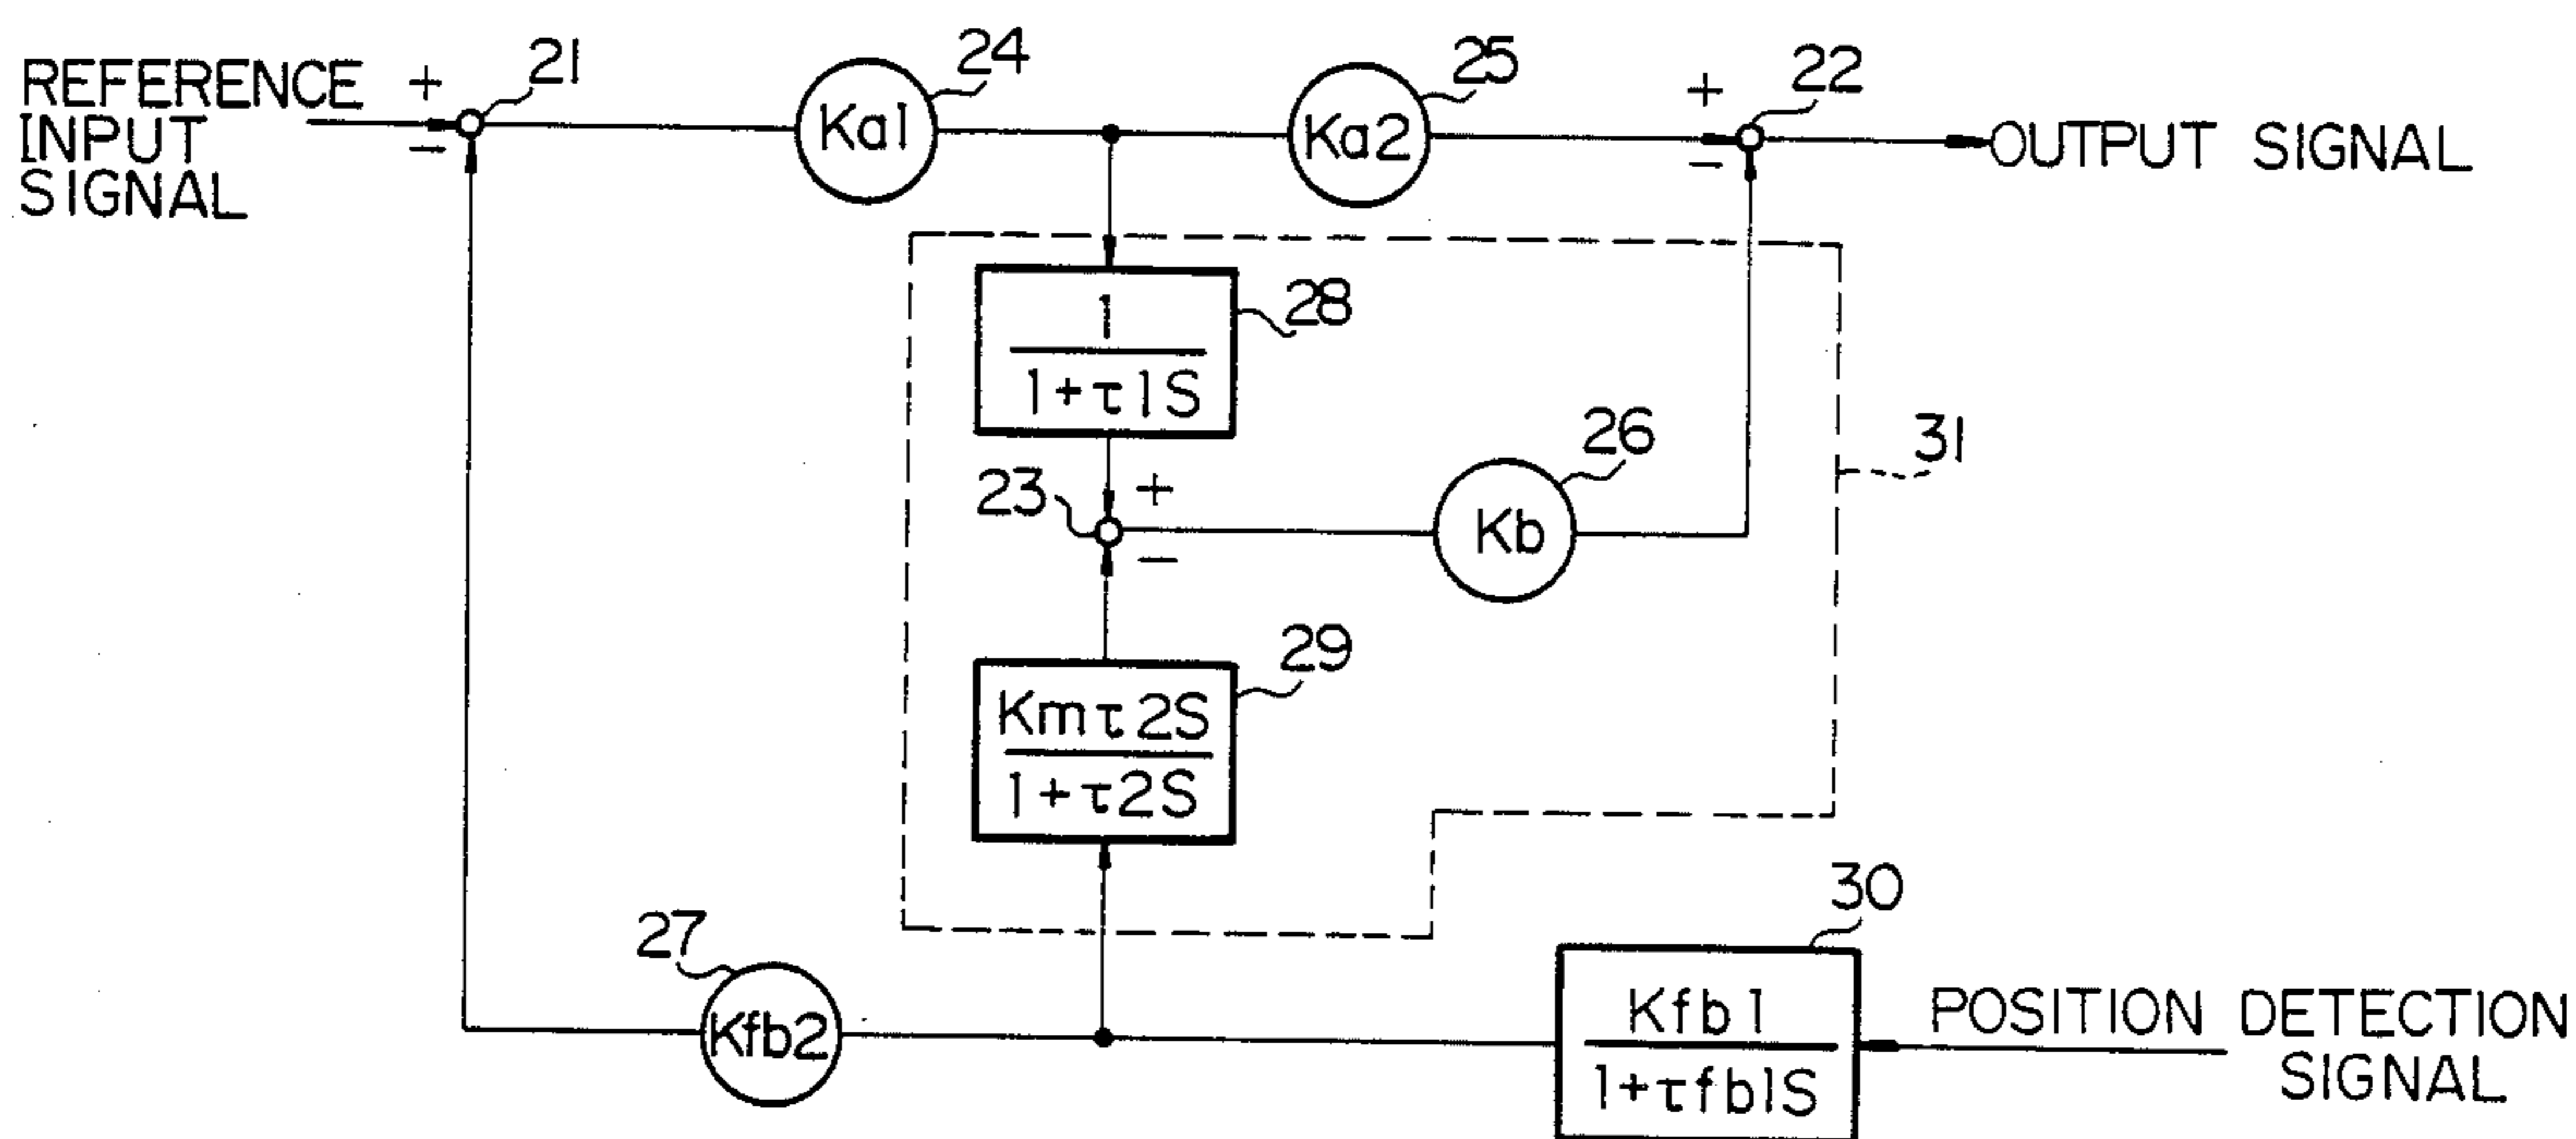 REFERENCE
INPUT
SIGNAL
+
−
21
Ka1
24
Ka2
25
+
−
22
OUTPUT SIGNAL
1
1+τ1S
28
23
+
−
Kb
26
31
Kmτ2S
1+τ2S
29
27
Kfb2
30
Kfb1
1+τfb1S
POSITION DETECTION
SIGNAL